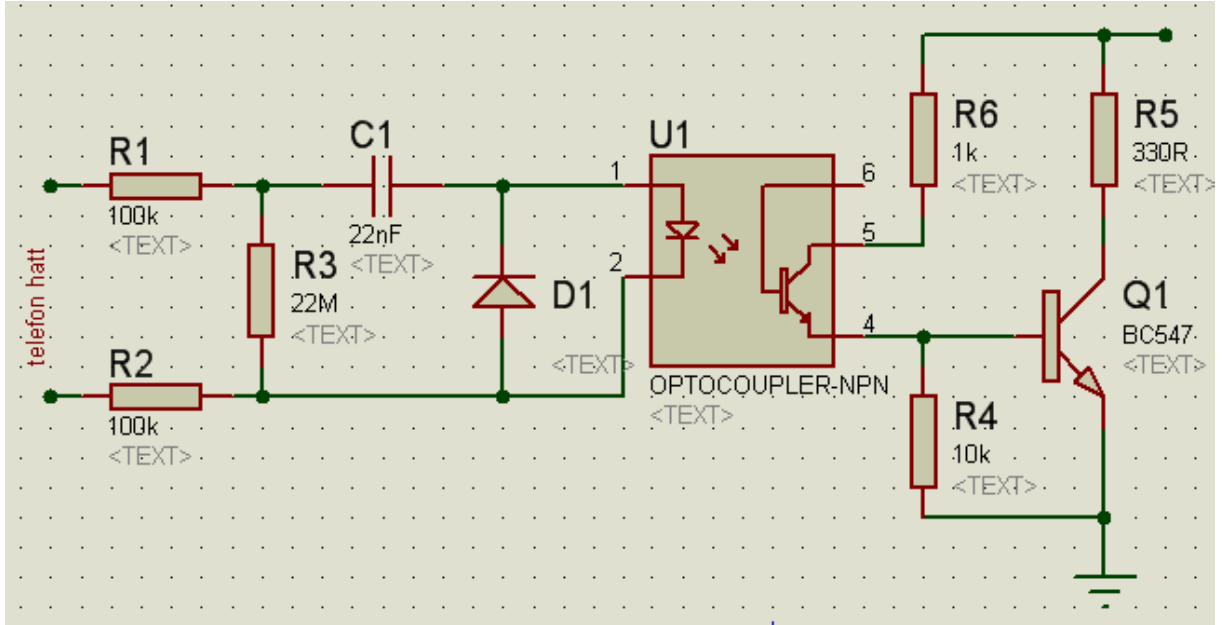 R1
100k
<TEXT>
C1
22nF
<TEXT>
R3
22M
<TEXT>
telefon hatt
R2
100k
<TEXT>
D1
<TEXT>
U1
1
2
6
5
4
OPTOCOUPLER-NPN
<TEXT>
R6
1k
<TEXT>
R5
330R
<TEXT>
Q1
BC547
<TEXT>
R4
10k
<TEXT>